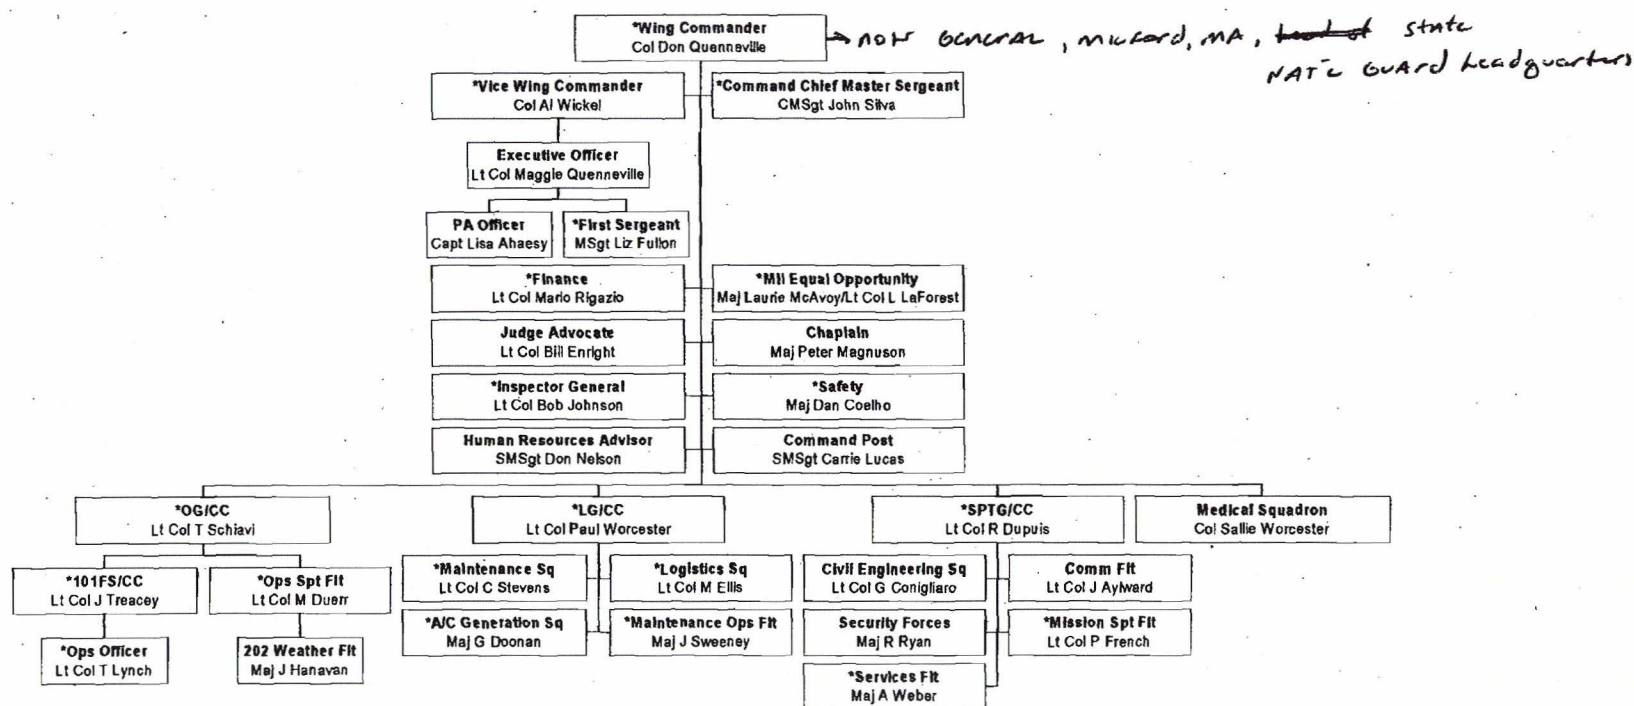 *Wing Commander
Col Don Quenneville
now GENERAL, Milford, MA, state
NAT'L GUARD headquarters
*Vice Wing Commander
Col Al Wickel
*Command Chief Master Sergeant
CMSgt John Silva
Executive Officer
Lt Col Maggie Quenneville
PA Officer
Capt Lisa Ahaesy
*First Sergeant
MSgt Liz Fullon
*Finance
Lt Col Mario Rigazio
*Mil Equal Opportunity
Maj Laurie McAvoy/Lt Col L LaForest
Judge Advocate
Lt Col Bill Enright
Chaplain
Maj Peter Magnuson
*Inspector General
Lt Col Bob Johnson
*Safety
Maj Dan Coelho
Human Resources Advisor
SMSgt Don Nelson
Command Post
SMSgt Carrie Lucas
*OG/CC
Lt Col T Schiavi
*LG/CC
Lt Col Paul Worcester
*SPTG/CC
Lt Col R Dupuis
Medical Squadron
Col Sallie Worcester
*101FS/CC
Lt Col J Treacey
*Ops Spt Flt
Lt Col M Duerr
*Maintenance Sq
Lt Col C Stevens
*Logistics Sq
Lt Col M Ellis
Civil Engineering Sq
Lt Col G Conigliaro
Comm Flt
Lt Col J Aylward
*Ops Officer
Lt Col T Lynch
202 Weather Flt
Maj J Hanavan
*A/C Generation Sq
Maj G Doonan
*Maintenance Ops Flt
Maj J Sweeney
Security Forces
Maj R Ryan
*Mission Spt Flt
Lt Col P French
*Services Flt
Maj A Weber